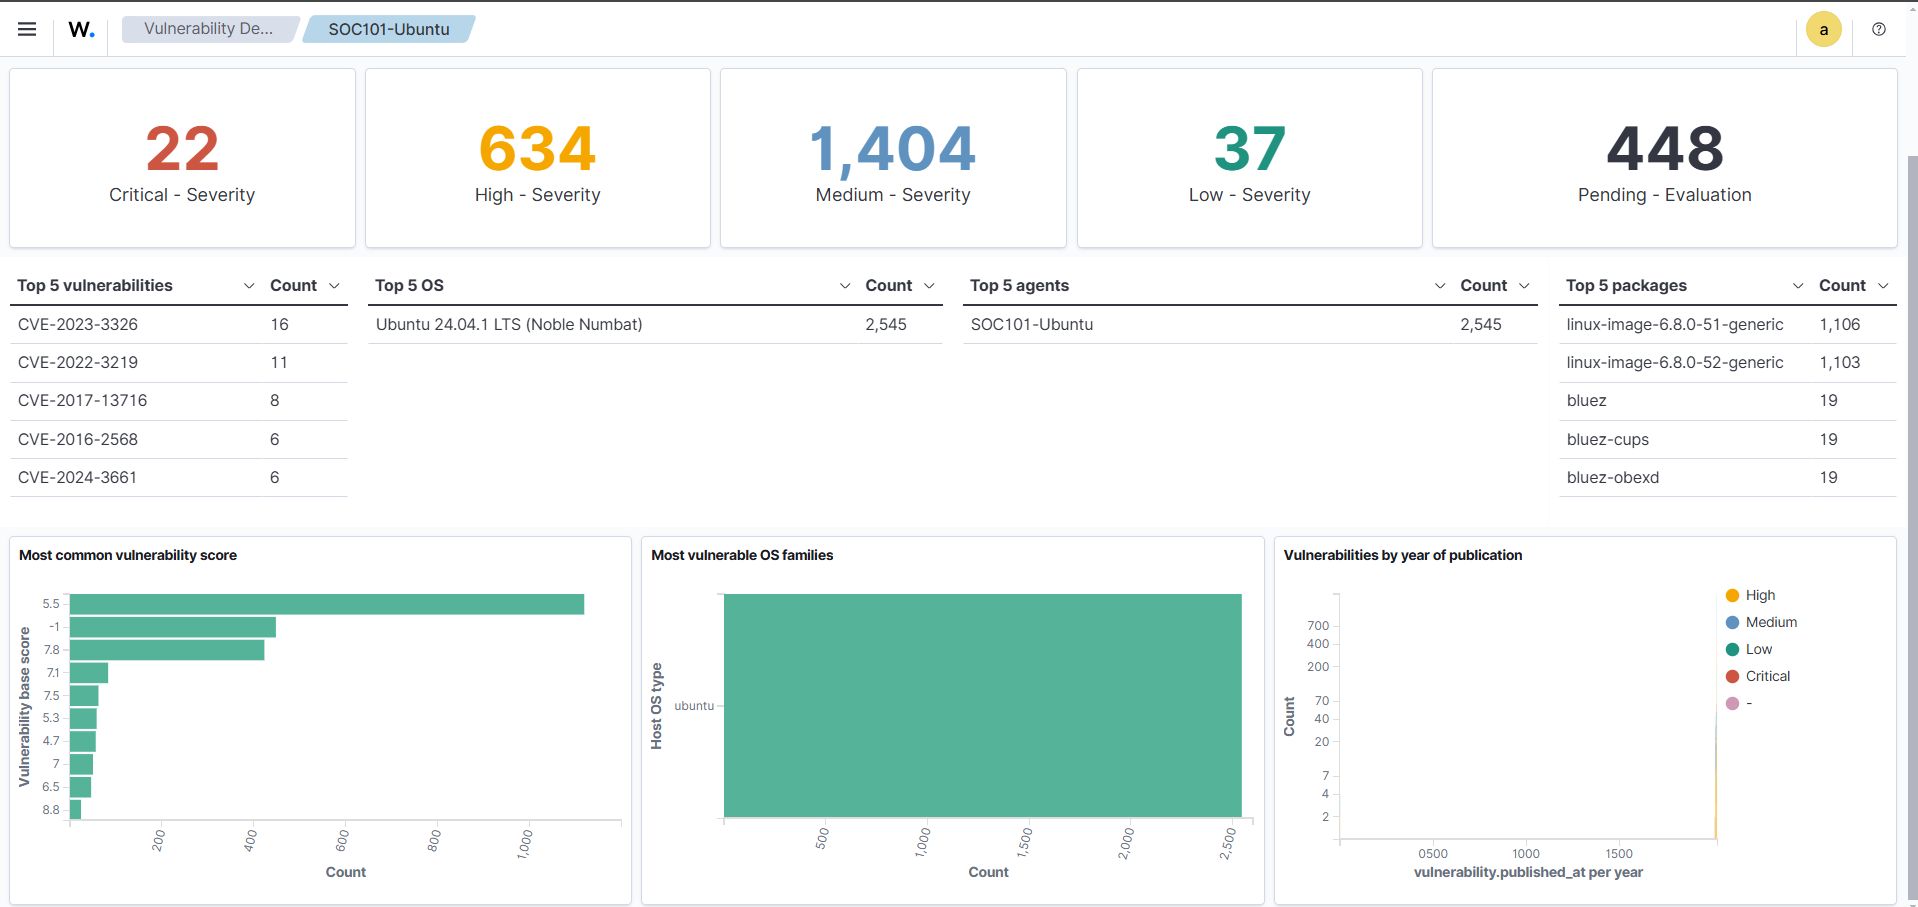 W. Vulnerability De... SOC101-Ubuntu a ?
22 634 1,404 37 448
Critical - Severity High - Severity Medium - Severity Low - Severity Pending - Evaluation
Top 5 vulnerabilities Count
CVE-2023-3326 16
CVE-2022-3219 11
CVE-2017-13716 8
CVE-2016-2568 6
CVE-2024-3661 6
Top 5 OS Count
Ubuntu 24.04.1 LTS (Noble Numbat) 2,545
Top 5 agents Count
SOC101-Ubuntu 2,545
Top 5 packages Count
linux-image-6.8.0-51-generic 1,106
linux-image-6.8.0-52-generic 1,103
bluez 19
bluez-cups 19
bluez-obexd 19
Most common vulnerability score
Vulnerability base score
5.5
-1
7.8
7.1
7.5
5.3
4.7
7
6.5
8.8
200 400 600 800 1,000
Count
Most vulnerable OS families
Host OS type
ubuntu
500 1,000 1,500 2,000 2,500
Count
Vulnerabilities by year of publication
Count
700
400
200
70
40
20
7
4
2
0500 1000 1500
vulnerability.published_at per year
High
Medium
Low
Critical
-